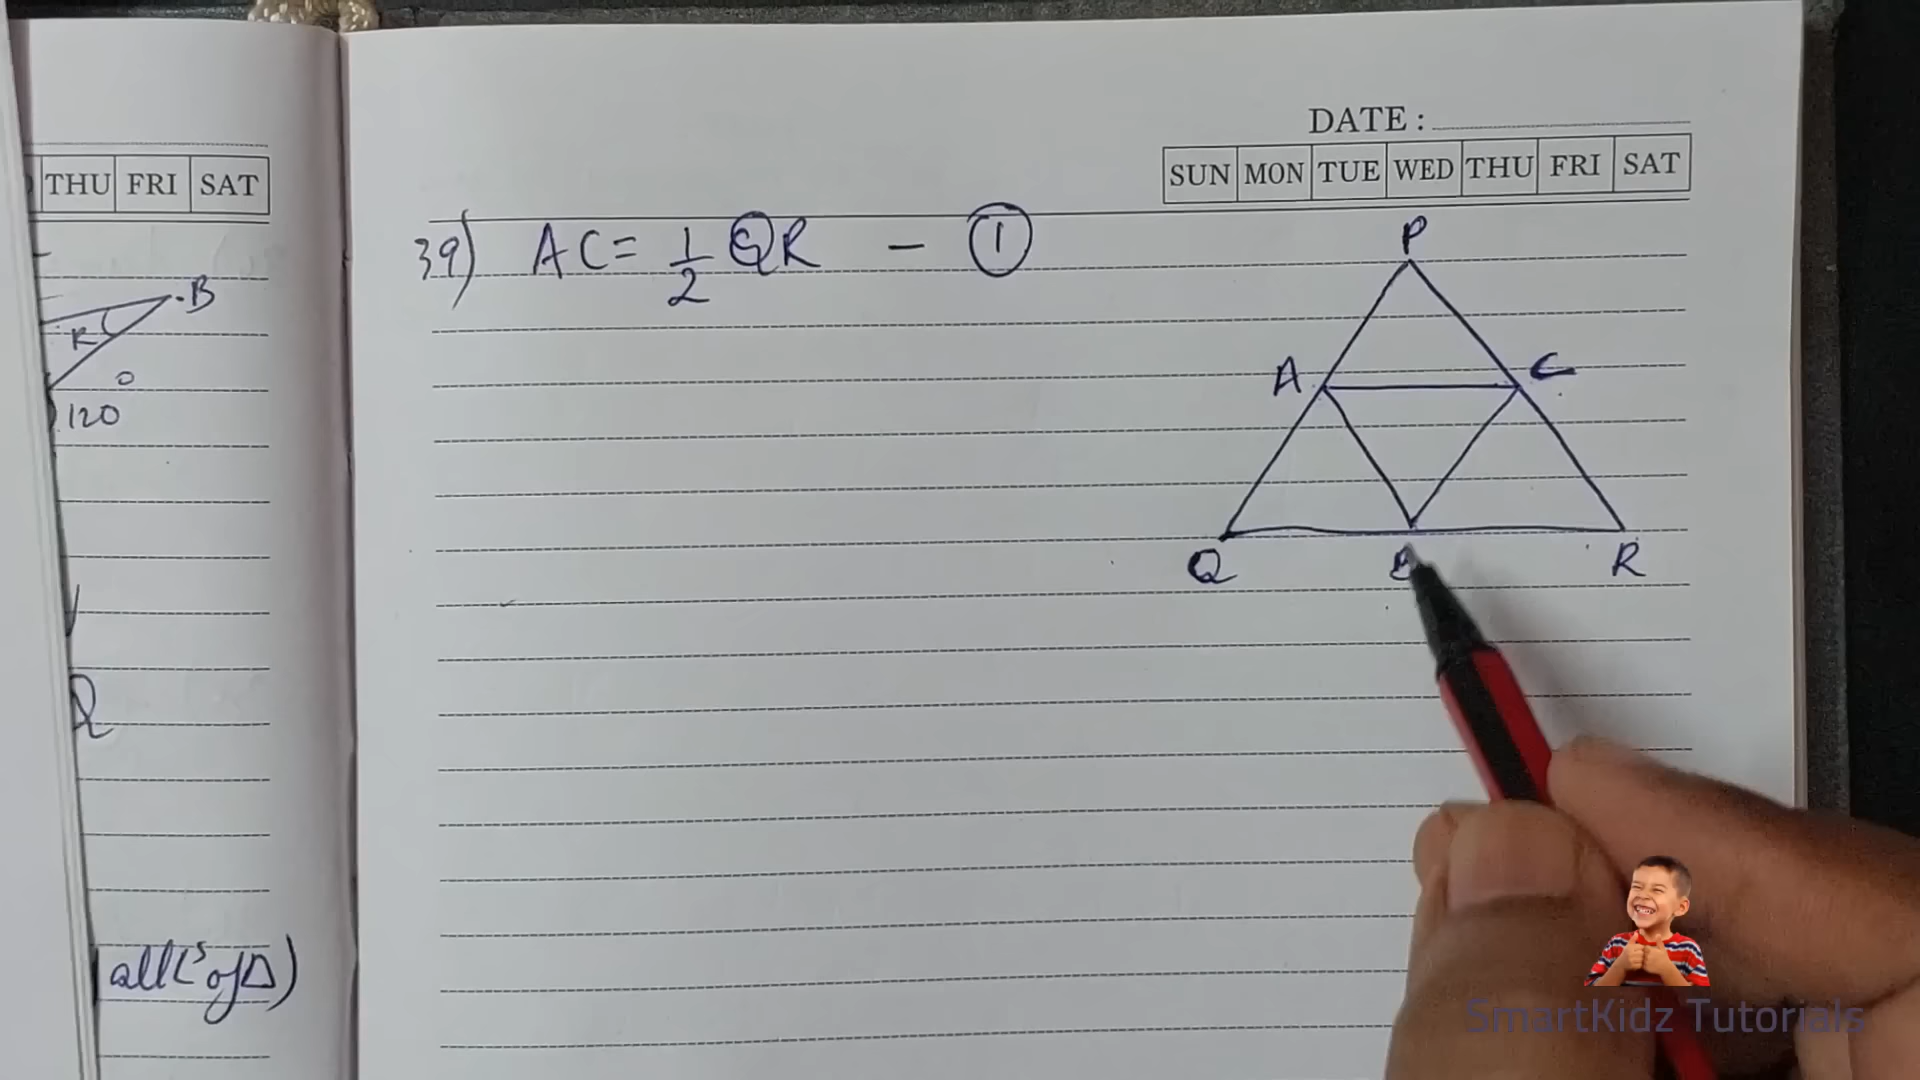 THU FRI SAT
B
K
120
all ∠s of Δ)
DATE :
SUN MON TUE WED THU FRI SAT
39) AC = 1/2 QR - ①
P
A C
Q B R
SmartKidz Tutorials